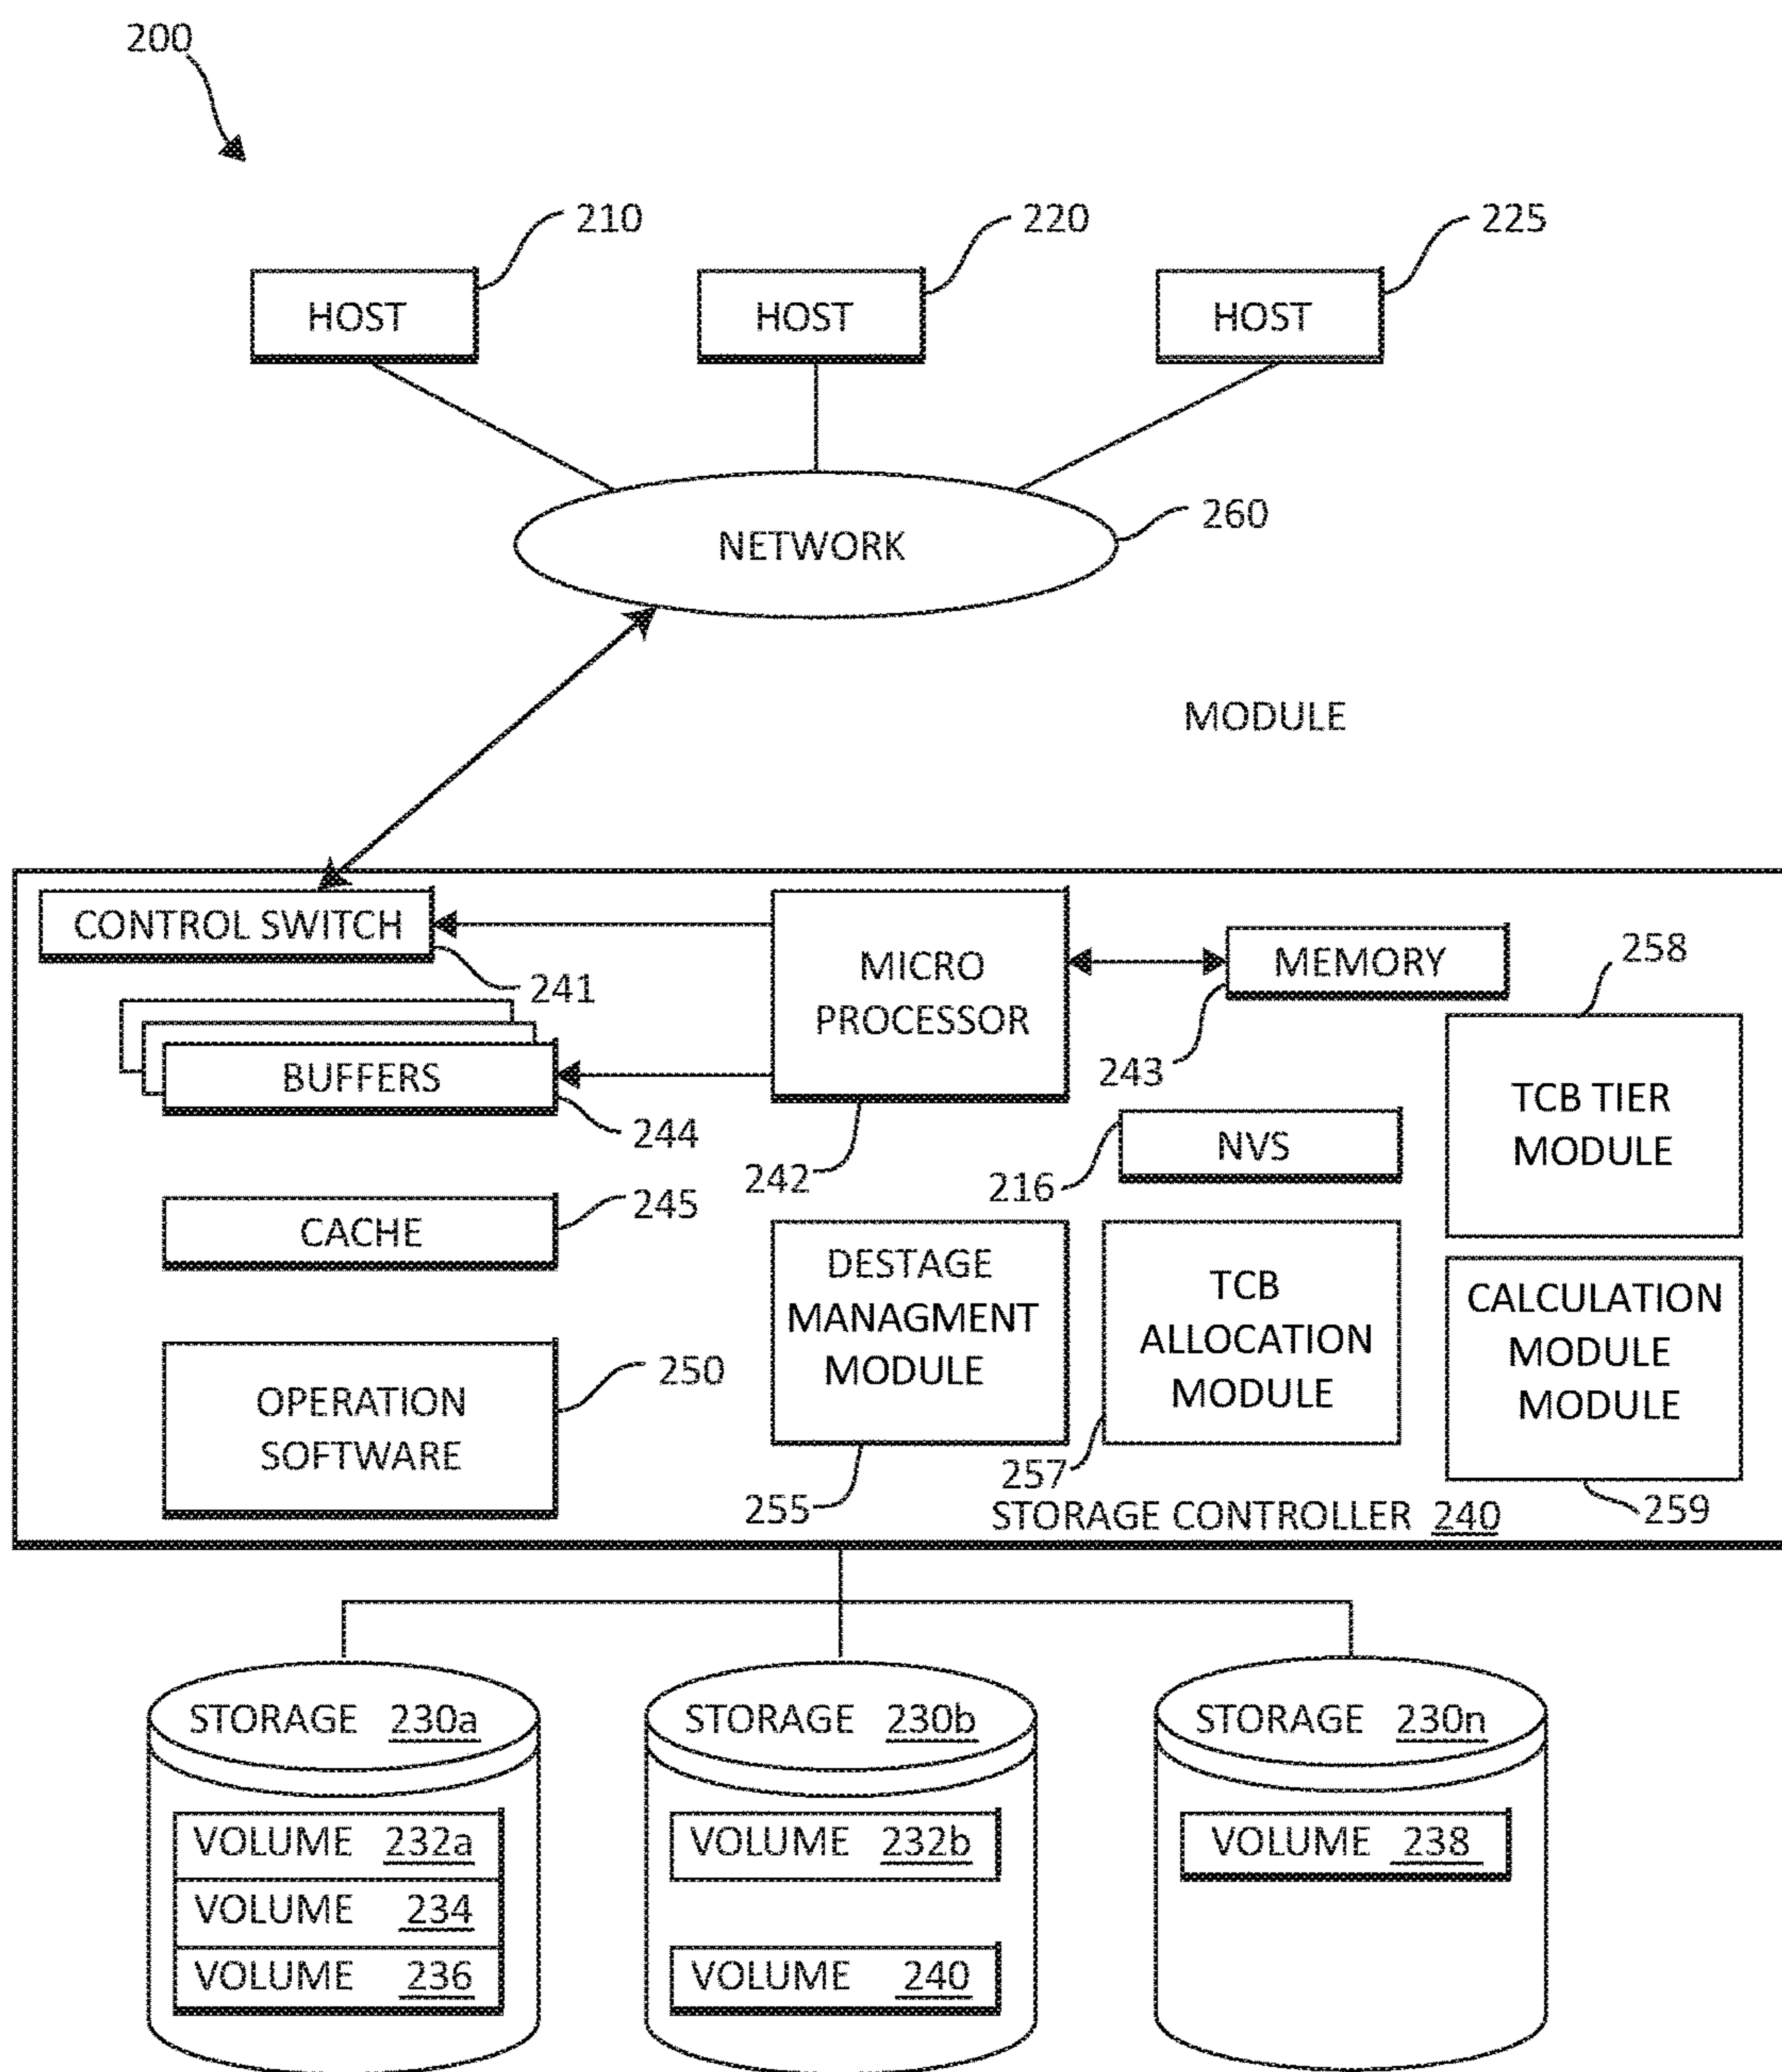 200
210
220
225
HOST
HOST
HOST
260
NETWORK
MODULE
CONTROL SWITCH
241
MICRO
PROCESSOR
242
MEMORY
243
258
BUFFERS
244
TCB TIER
MODULE
NVS
216
CACHE
245
DESTAGE
MANAGMENT
MODULE
255
TCB
ALLOCATION
MODULE
257
CALCULATION
MODULE
MODULE
259
OPERATION
SOFTWARE
250
STORAGE CONTROLLER 240
STORAGE 230a
VOLUME 232a
VOLUME 234
VOLUME 236
STORAGE 230b
VOLUME 232b
VOLUME 240
STORAGE 230n
VOLUME 238